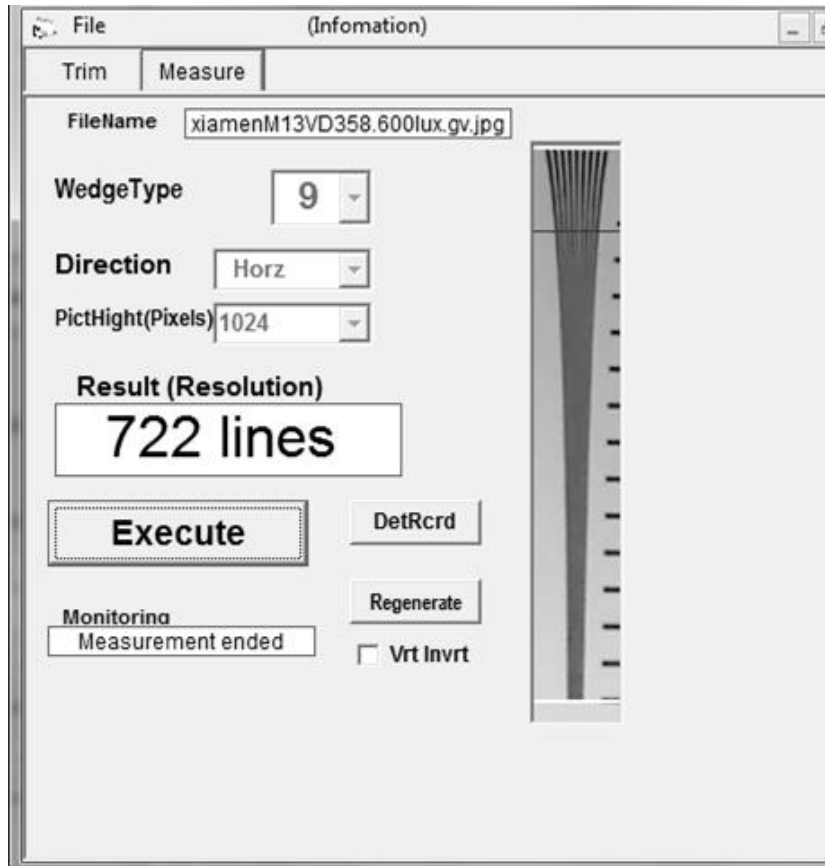 File (Infomation)
Trim Measure
FileName xiamenM13VD358.600lux.gv.jpg
WedgeType 9
Direction Horz
PictHight(Pixels) 1024
Result (Resolution)
722 lines
Execute DetRcrd
Regenerate
Monitoring
Measurement ended
Vrt Invrt